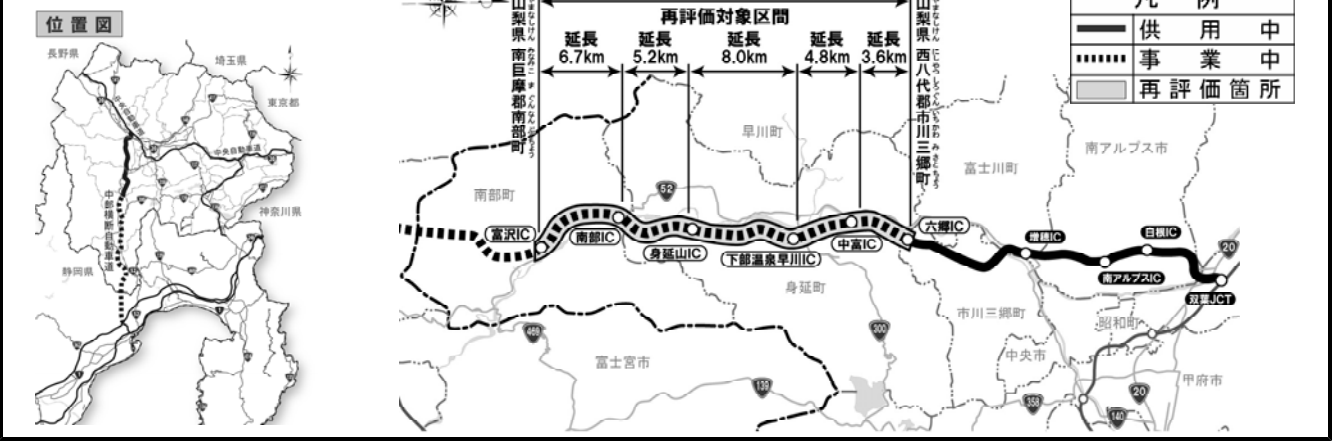 位置図
長野県
埼玉県
東京都
中央自動車道
中部横断自動車道
神奈川県
静岡県
山梨県 南巨摩郡南部町
再評価対象区間
延長
6.7km
延長
5.2km
延長
8.0km
延長
4.8km
延長
3.6km
山梨県 西八代郡市川三郷町
凡例
供用中
事業中
再評価箇所
早川町
南アルプス市
富士川町
南部町
52
富沢IC
南部IC
身延山IC
下部温泉早川IC
中富IC
六郷IC
増穂IC
南アルプスIC
白根IC
双葉JCT
20
身延町
市川三郷町
昭和町
中央市
甲府市
富士宮市
469
139
300
358
140
20